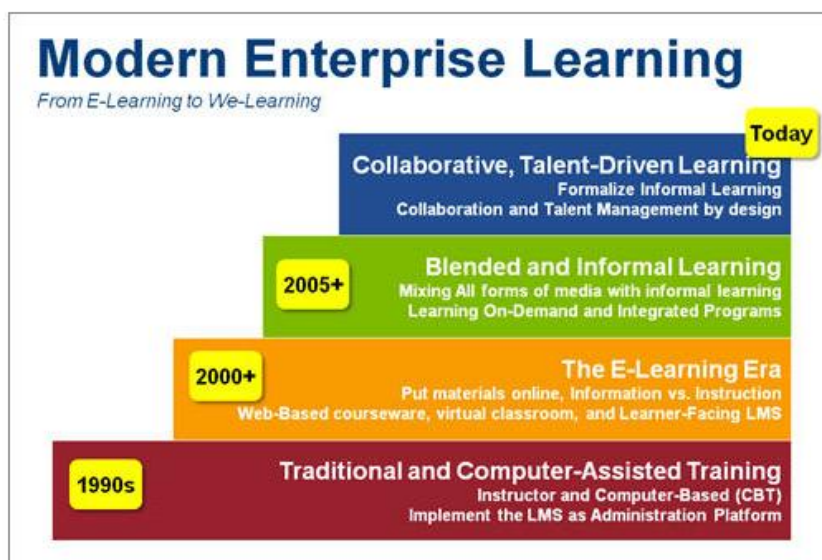 Modern Enterprise Learning
From E-Learning to We-Learning
Today
Collaborative, Talent-Driven Learning
Formalize Informal Learning
Collaboration and Talent Management by design
2005+
Blended and Informal Learning
Mixing All forms of media with informal learning
Learning On-Demand and Integrated Programs
2000+
The E-Learning Era
Put materials online, Information vs. Instruction
Web-Based courseware, virtual classroom, and Learner-Facing LMS
1990s
Traditional and Computer-Assisted Training
Instructor and Computer-Based (CBT)
Implement the LMS as Administration Platform